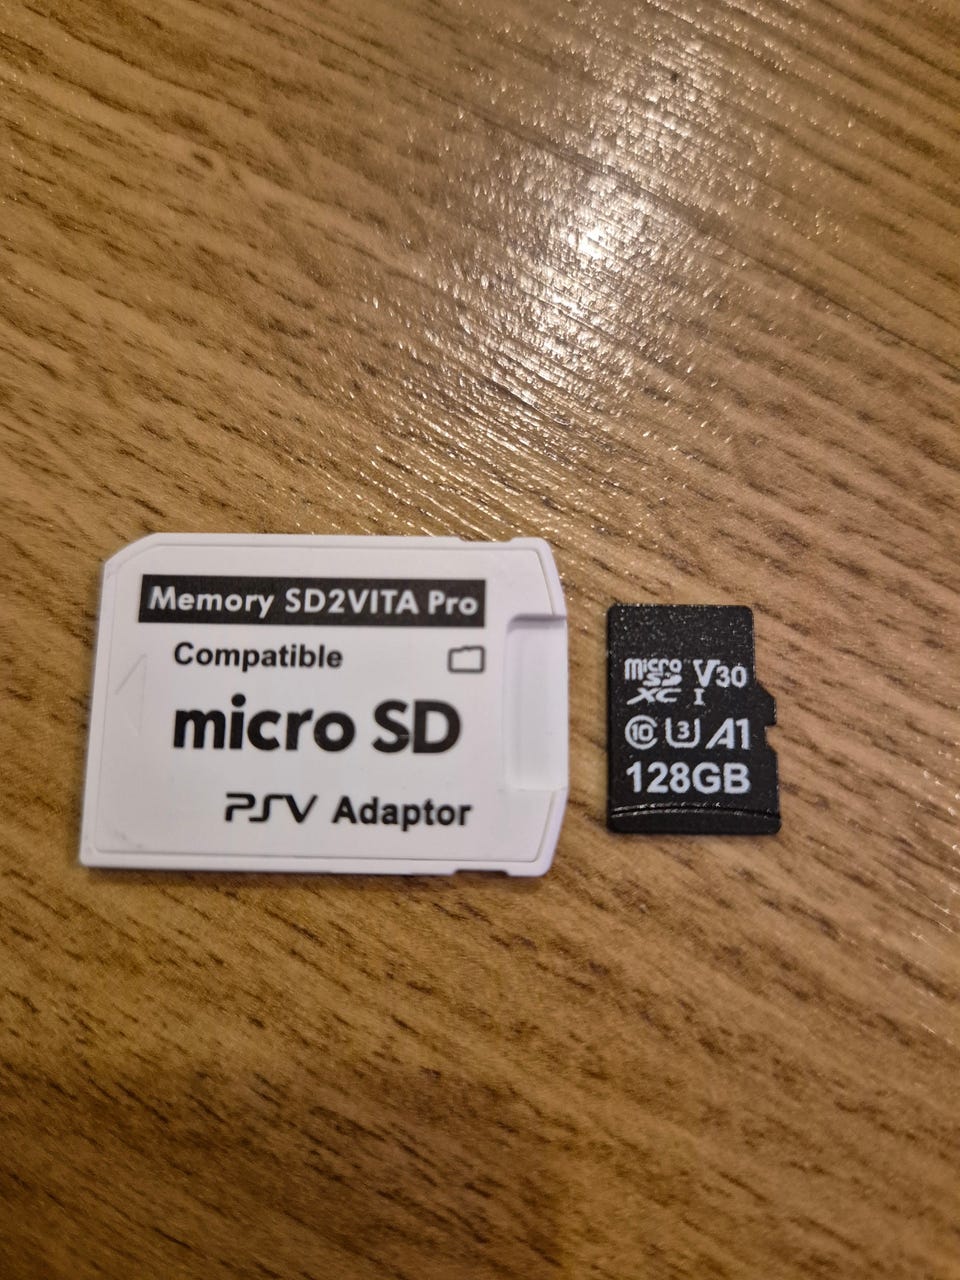 Memory SD2VITA Pro
Compatible
micro SD
PSV Adaptor
micro SD XC V30
I
10 U3 A1
128GB